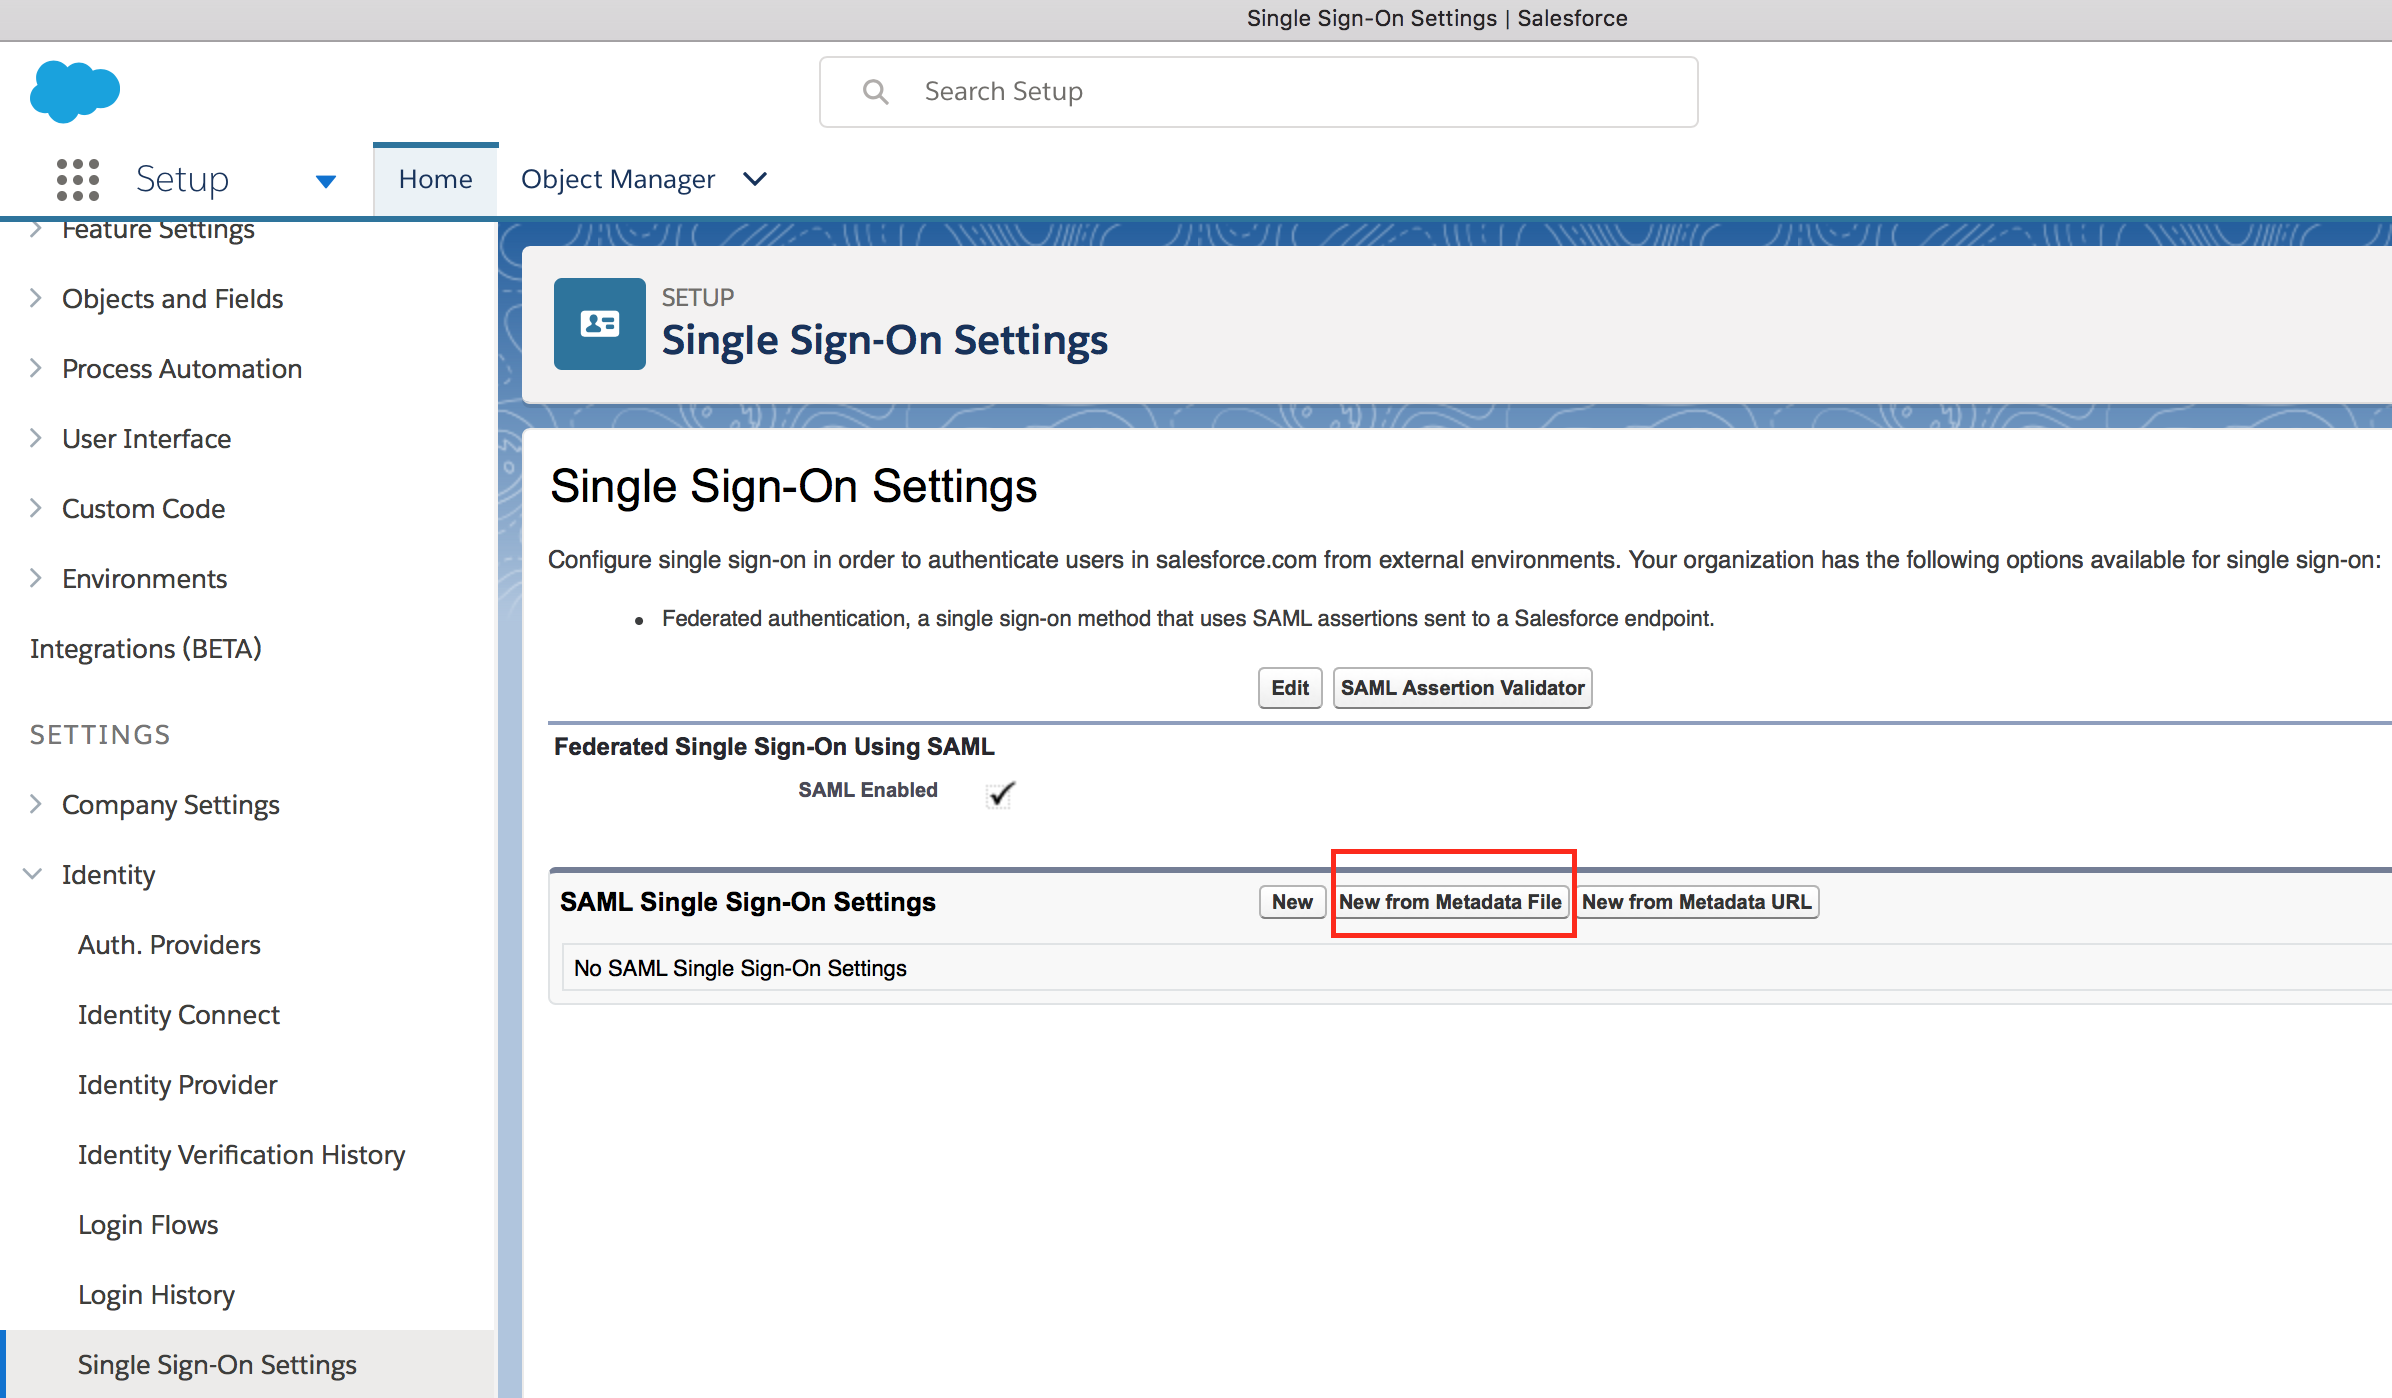 Single Sign-On Settings | Salesforce
Search Setup
Setup
Home
Object Manager
Feature Settings
Objects and Fields
Process Automation
User Interface
Custom Code
Environments
Integrations (BETA)
SETTINGS
Company Settings
Identity
Auth. Providers
Identity Connect
Identity Provider
Identity Verification History
Login Flows
Login History
Single Sign-On Settings
SETUP
Single Sign-On Settings
Single Sign-On Settings
Configure single sign-on in order to authenticate users in salesforce.com from external environments. Your organization has the following options available for single sign-on:
• Federated authentication, a single sign-on method that uses SAML assertions sent to a Salesforce endpoint.
Edit SAML Assertion Validator
Federated Single Sign-On Using SAML
SAML Enabled
SAML Single Sign-On Settings New New from Metadata File New from Metadata URL
No SAML Single Sign-On Settings